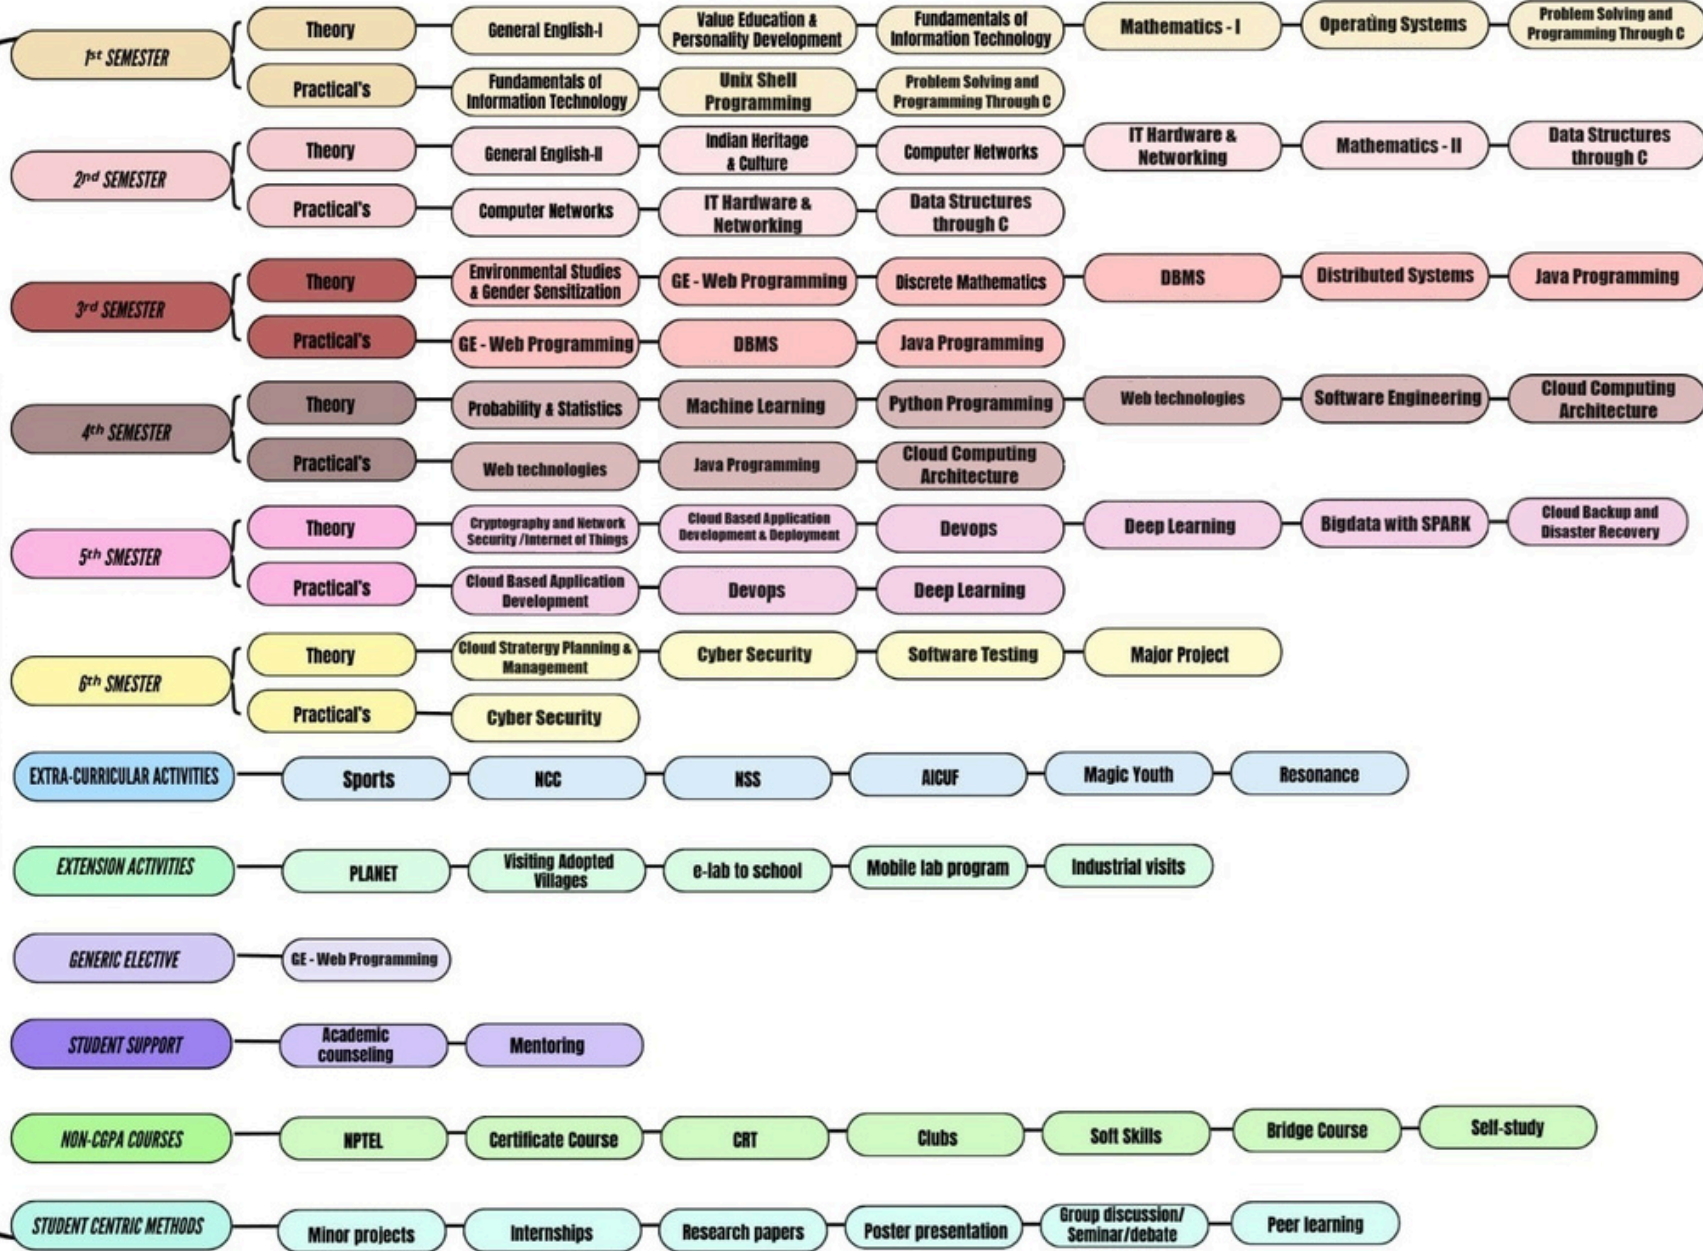 1st SEMESTER
Theory
General English-I
Value Education &
Personality Development
Fundamentals of
Information Technology
Mathematics - I
Operating Systems
Problem Solving and
Programming Through C
Practical's
Fundamentals of
Information Technology
Unix Shell
Programming
Problem Solving and
Programming Through C
2nd SEMESTER
Theory
General English-II
Indian Heritage
& Culture
Computer Networks
IT Hardware &
Networking
Mathematics - II
Data Structures
through C
Practical's
Computer Networks
IT Hardware &
Networking
Data Structures
through C
3rd SEMESTER
Theory
Environmental Studies
& Gender Sensitization
GE - Web Programming
Discrete Mathematics
DBMS
Distributed Systems
Java Programming
Practical's
GE - Web Programming
DBMS
Java Programming
4th SEMESTER
Theory
Probability & Statistics
Machine Learning
Python Programming
Web technologies
Software Engineering
Cloud Computing
Architecture
Practical's
Web technologies
Java Programming
Cloud Computing
Architecture
5th SMESTER
Theory
Cryptography and Network
Security /Internet of Things
Cloud Based Application
Development & Deployment
Devops
Deep Learning
Bigdata with SPARK
Cloud Backup and
Disaster Recovery
Practical's
Cloud Based Application
Development
Devops
Deep Learning
6th SMESTER
Theory
Cloud Stratergy Planning &
Management
Cyber Security
Software Testing
Major Project
Practical's
Cyber Security
EXTRA-CURRICULAR ACTIVITIES
Sports
NCC
NSS
AICUF
Magic Youth
Resonance
EXTENSION ACTIVITIES
PLANET
Visiting Adopted
Villages
e-lab to school
Mobile lab program
Industrial visits
GENERIC ELECTIVE
GE - Web Programming
STUDENT SUPPORT
Academic
counseling
Mentoring
NON-CGPA COURSES
NPTEL
Certificate Course
CRT
Clubs
Soft Skills
Bridge Course
Self-study
STUDENT CENTRIC METHODS
Minor projects
Internships
Research papers
Poster presentation
Group discussion/
Seminar/debate
Peer learning